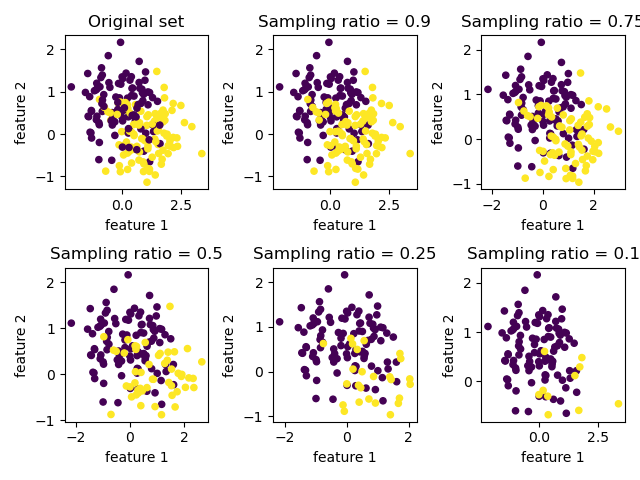 Original set
Sampling ratio = 0.9
Sampling ratio = 0.75
feature 2
2
1
0
−1
0.0
2.5
feature 1
feature 2
2
1
0
−1
0.0
2.5
feature 1
feature 2
2
1
0
−1
−2
0
2
feature 1
Sampling ratio = 0.5
Sampling ratio = 0.25
Sampling ratio = 0.1
feature 2
2
1
0
−1
−2
0
2
feature 1
feature 2
2
1
0
−1
−2
0
2
feature 1
feature 2
2
1
0
0.0
2.5
feature 1